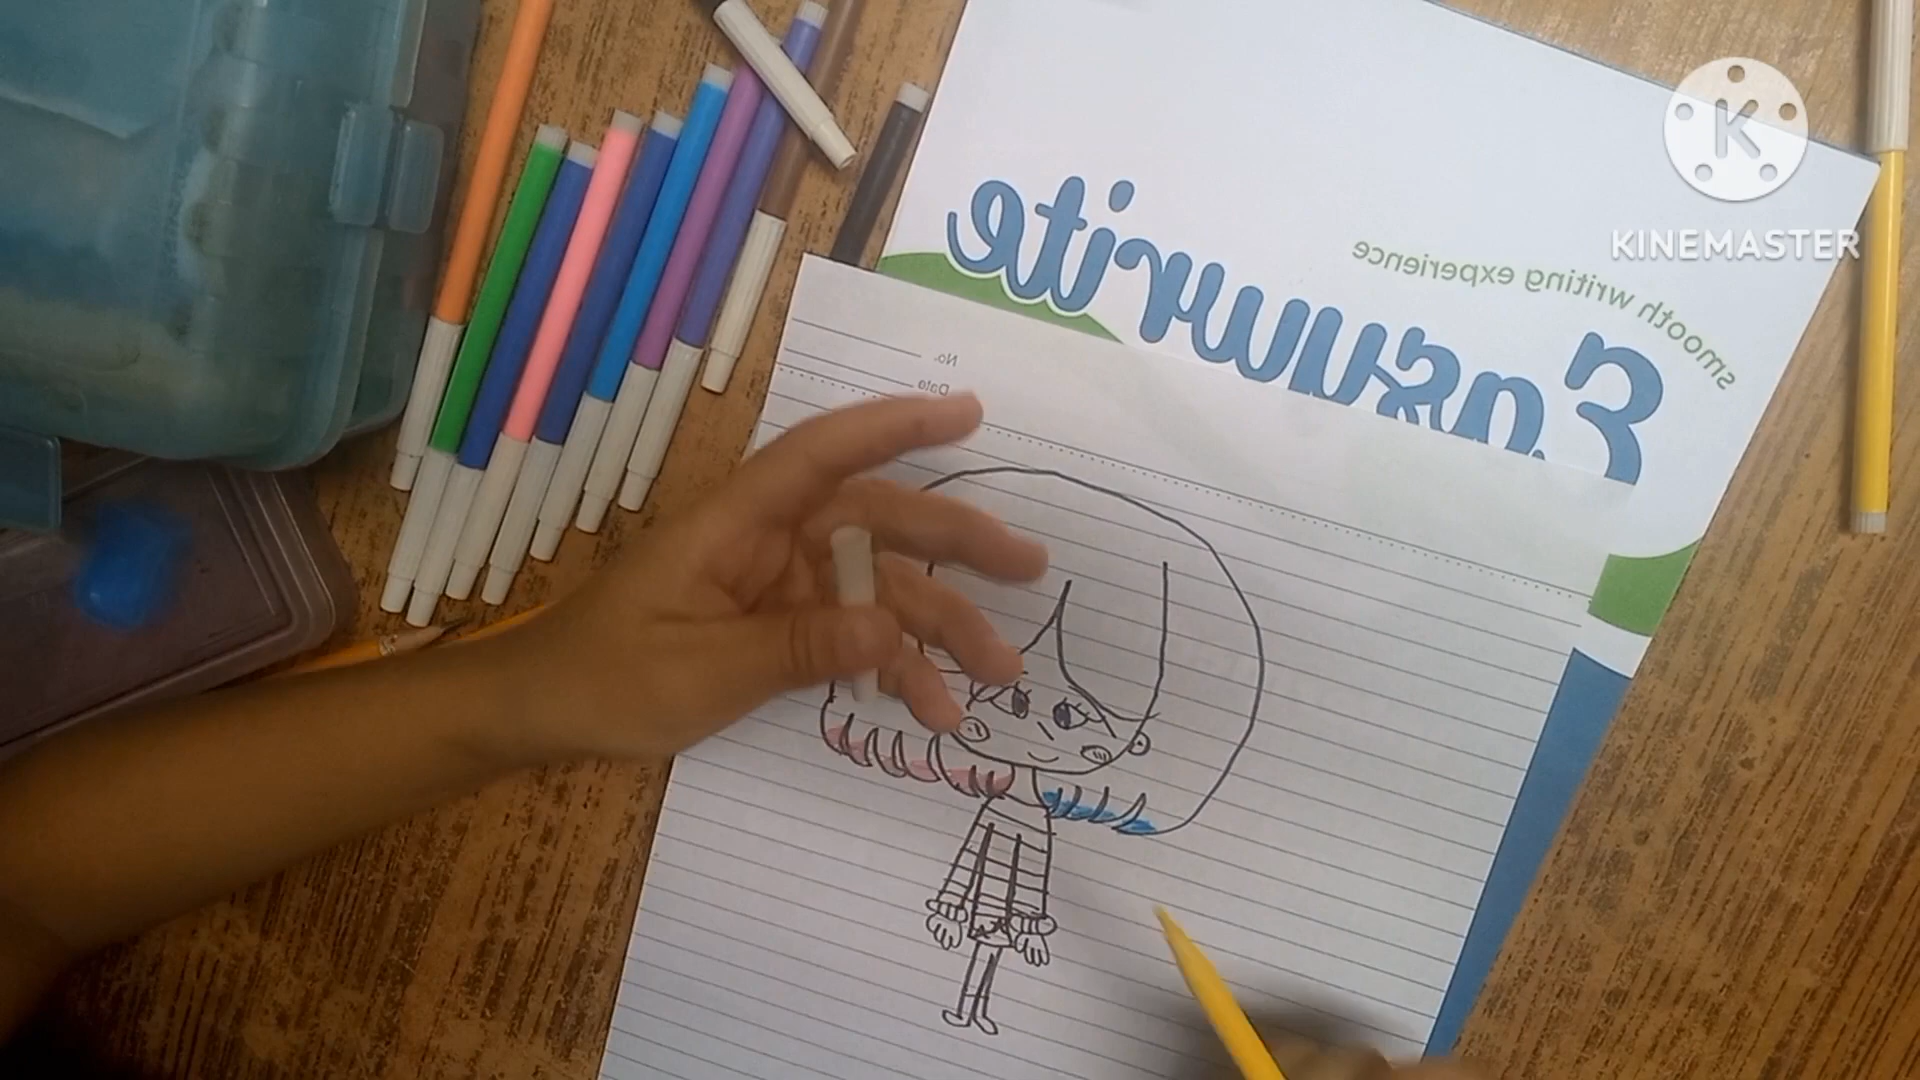 KINEMASTER
smooth writing experience
Easywrite
No.
Date